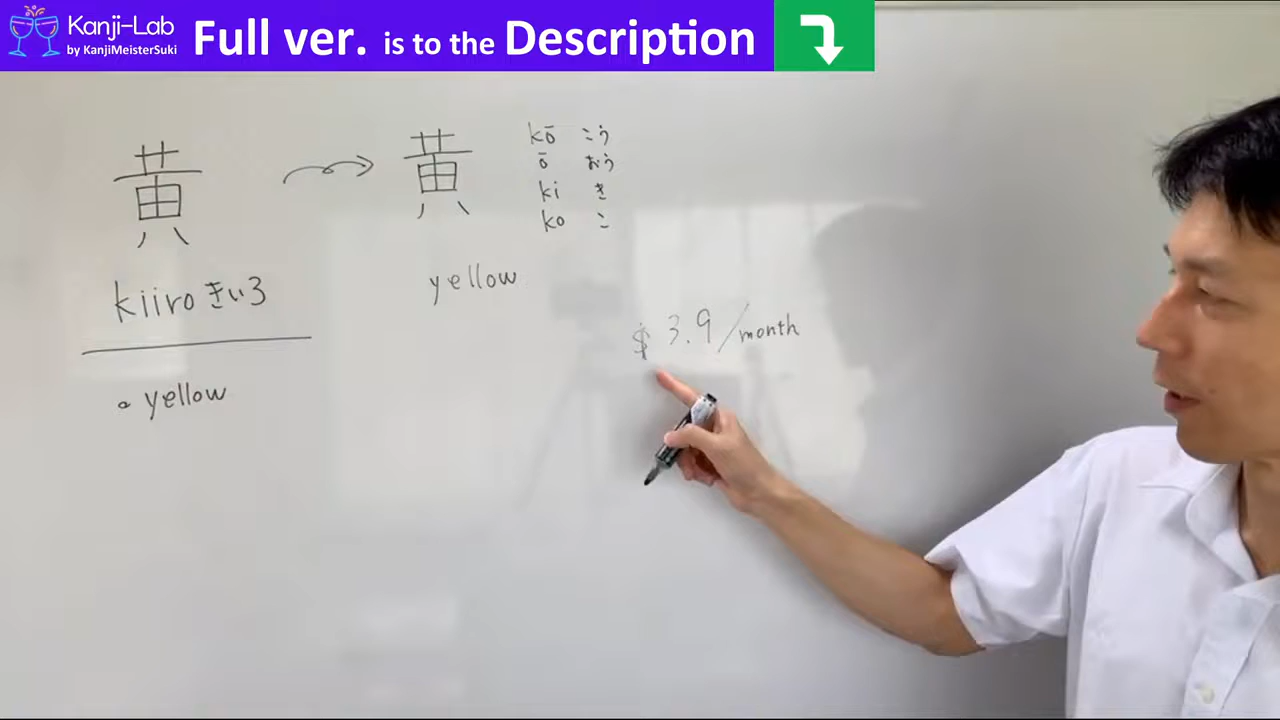 Kanji-Lab
by KanjiMeisterSuki
Full ver. is to the Description
黄
黄
kō こう
ō おう
ki き
ko こ
kiiro きいろ
yellow
yellow
$ 3.9/month